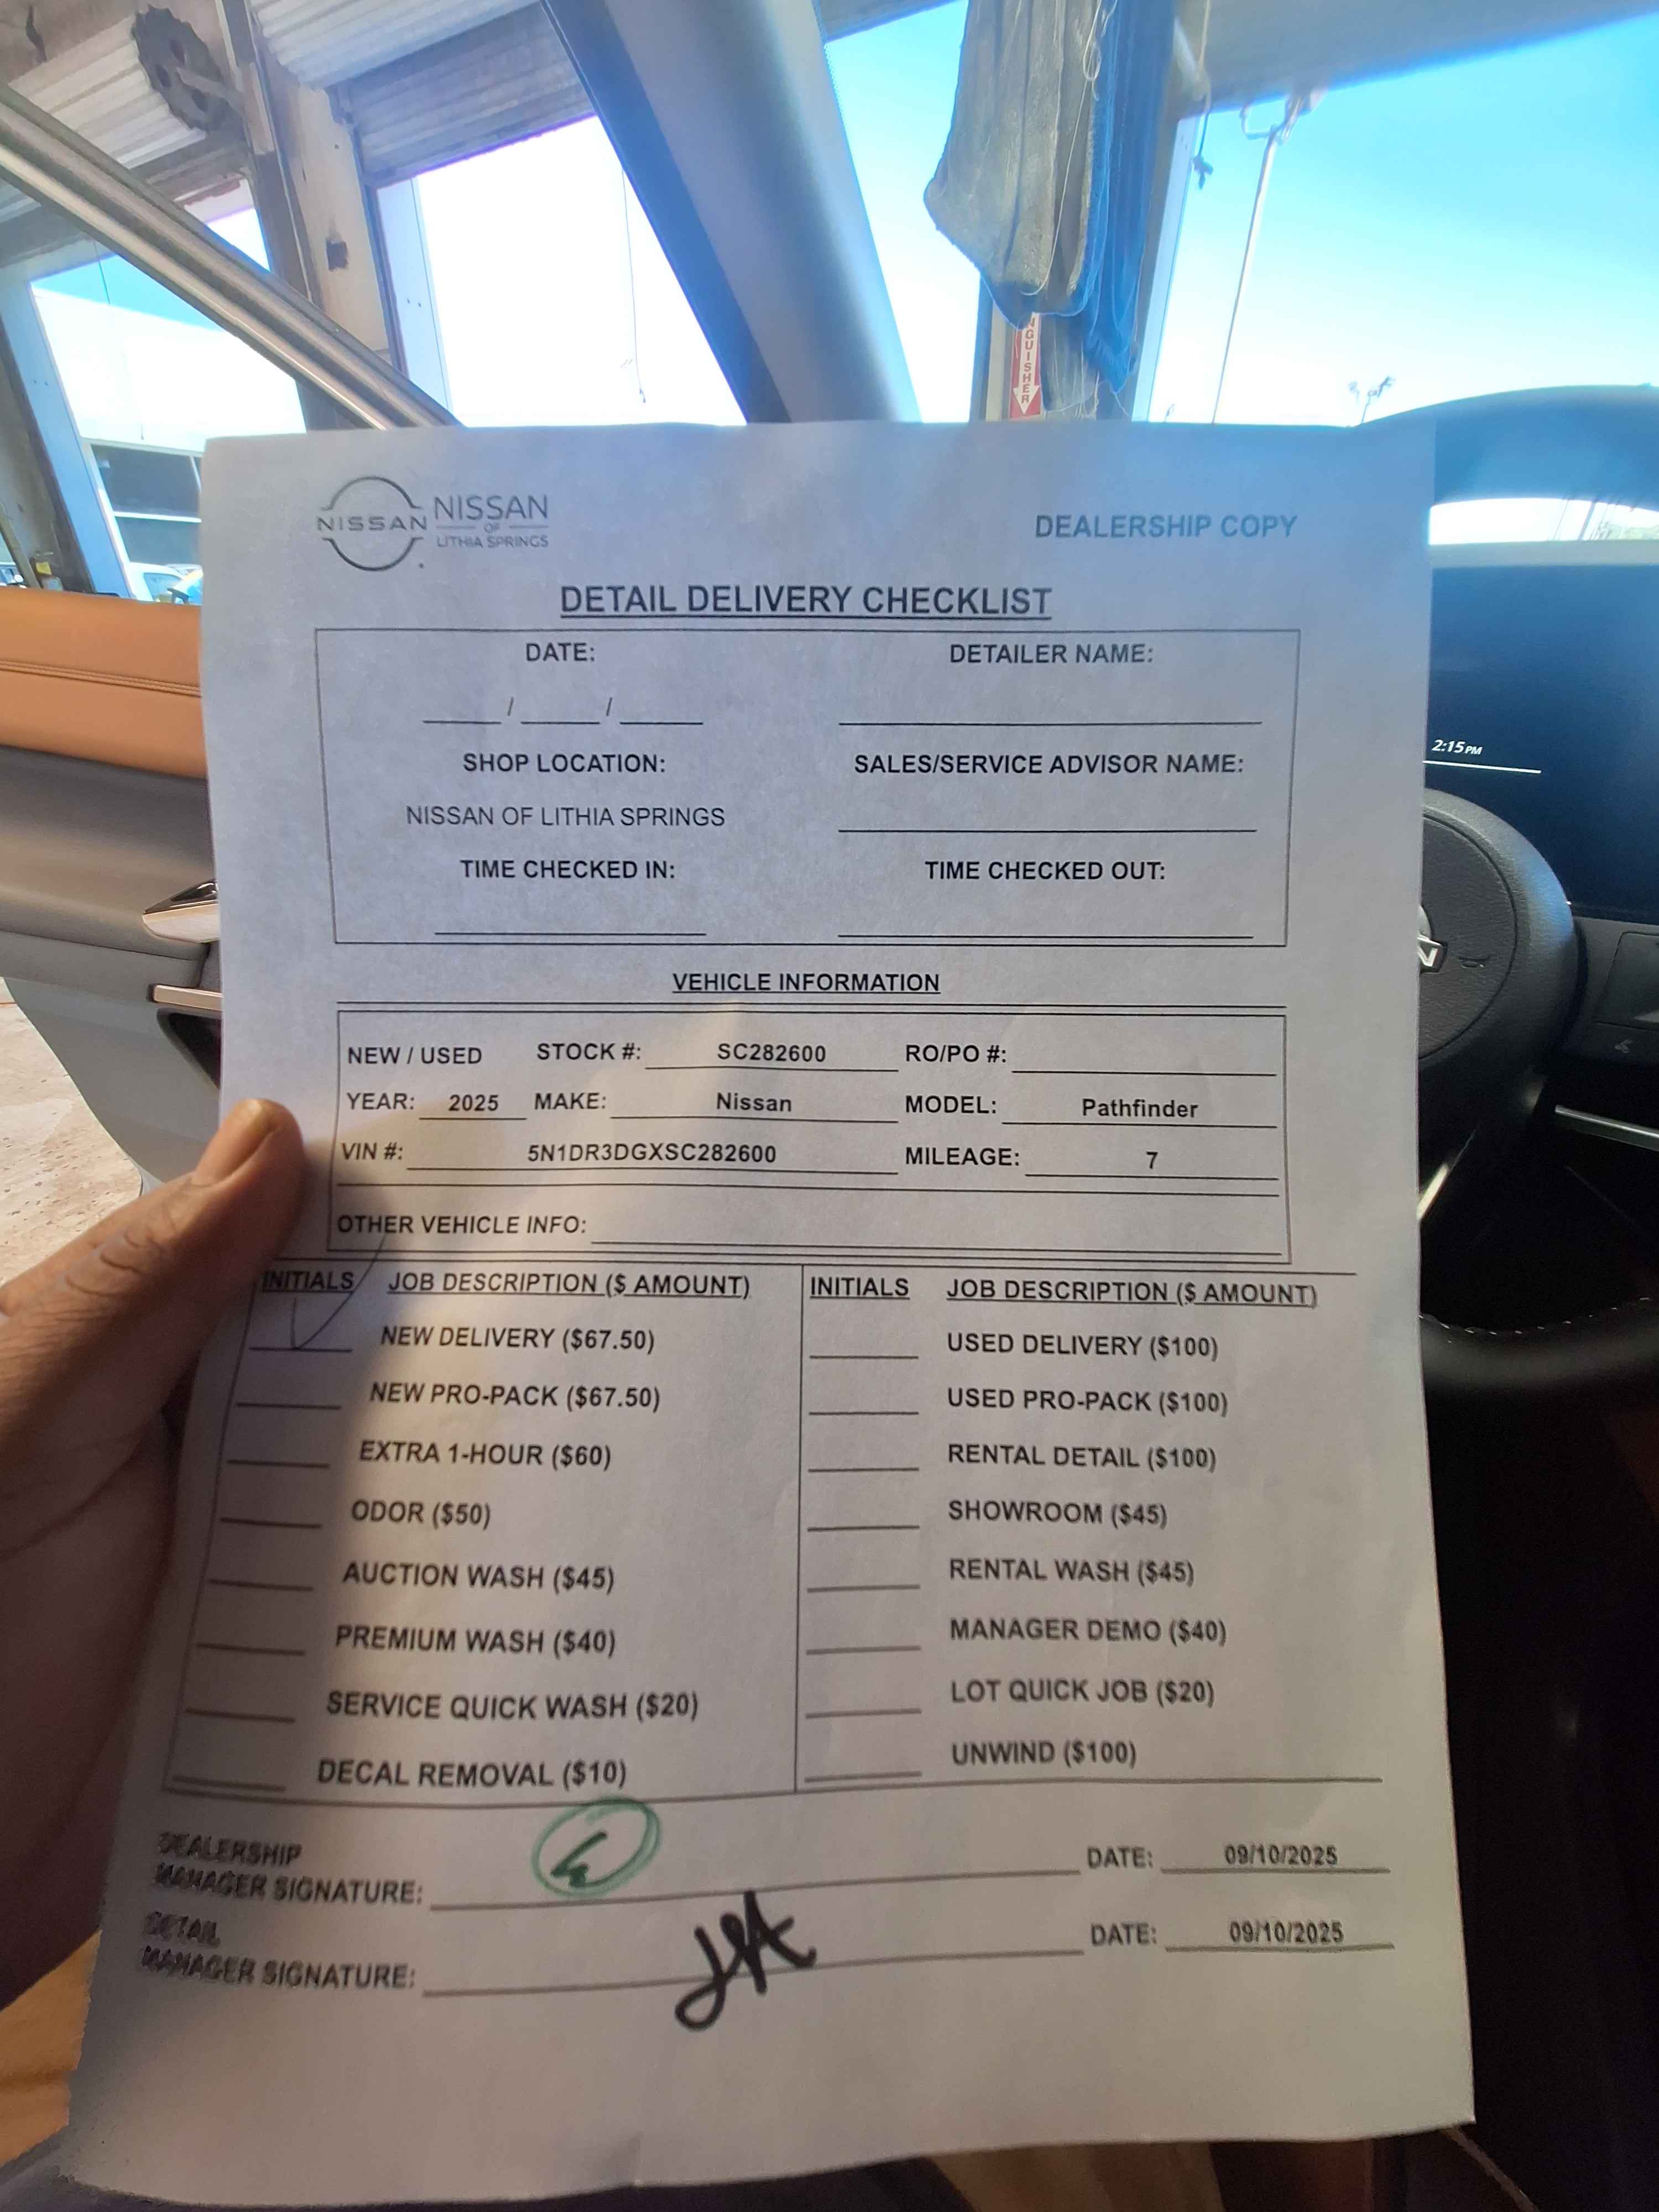 NGUISHER
NISSAN NISSAN
OF
LITHIA SPRINGS
DEALERSHIP COPY
DETAIL DELIVERY CHECKLIST
DATE: DETAILER NAME:
/ /
SHOP LOCATION: SALES/SERVICE ADVISOR NAME:
2:15 PM
NISSAN OF LITHIA SPRINGS
TIME CHECKED IN: TIME CHECKED OUT:
VEHICLE INFORMATION
NEW / USED STOCK #: SC282600 RO/PO #:
YEAR: 2025 MAKE: Nissan MODEL: Pathfinder
VIN #: 5N1DR3DGXSC282600 MILEAGE: 7
OTHER VEHICLE INFO:
INITIALS JOB DESCRIPTION ($ AMOUNT) INITIALS JOB DESCRIPTION ($ AMOUNT)
NEW DELIVERY ($67.50) USED DELIVERY ($100)
NEW PRO-PACK ($67.50) USED PRO-PACK ($100)
EXTRA 1-HOUR ($60) RENTAL DETAIL ($100)
ODOR ($50) SHOWROOM ($45)
AUCTION WASH ($45) RENTAL WASH ($45)
PREMIUM WASH ($40) MANAGER DEMO ($40)
SERVICE QUICK WASH ($20) LOT QUICK JOB ($20)
DECAL REMOVAL ($10) UNWIND ($100)
DEALERSHIP
MANAGER SIGNATURE: DATE: 09/10/2025
DETAIL
MANAGER SIGNATURE: JA DATE: 09/10/2025